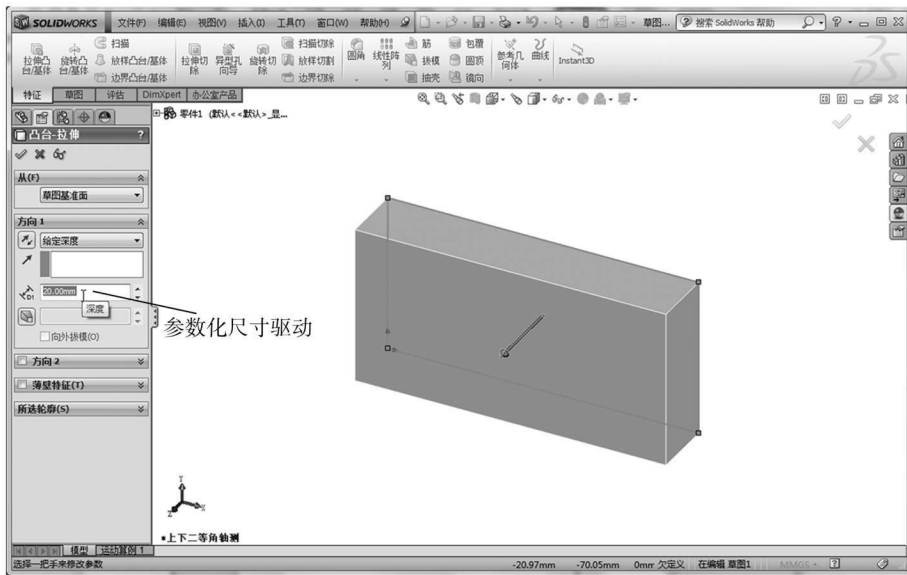 SOLIDWORKS 文件(F) 编辑(E) 视图(V) 插入(I) 工具(T) 窗口(W) 帮助(H) 草图... 搜索 SolidWorks 帮助
拉伸凸台/基体 旋转凸台/基体 扫描 放样凸台/基体 边界凸台/基体 拉伸切除 异型孔向导 旋转切除 扫描切除 放样切割 边界切除 圆角 线性阵列 筋 拔模 抽壳 包覆 圆顶 镜向 参考几何体 曲线 Instant3D
特征 草图 评估 DimXpert 办公室产品
零件1 (默认<<默认>_显...
凸台-拉伸 ?
从(F)
草图基准面
方向1
给定深度
D1 20.00mm
深度
参数化尺寸驱动
向外拔模(O)
方向2
薄壁特征(T)
所选轮廓(S)
Y
X
Z
*上下二等角轴测
模型 运动算例 1
选择一把手来修改参数 -20.97mm -70.05mm 0mm 欠定义 在编辑 草图1 MMGS